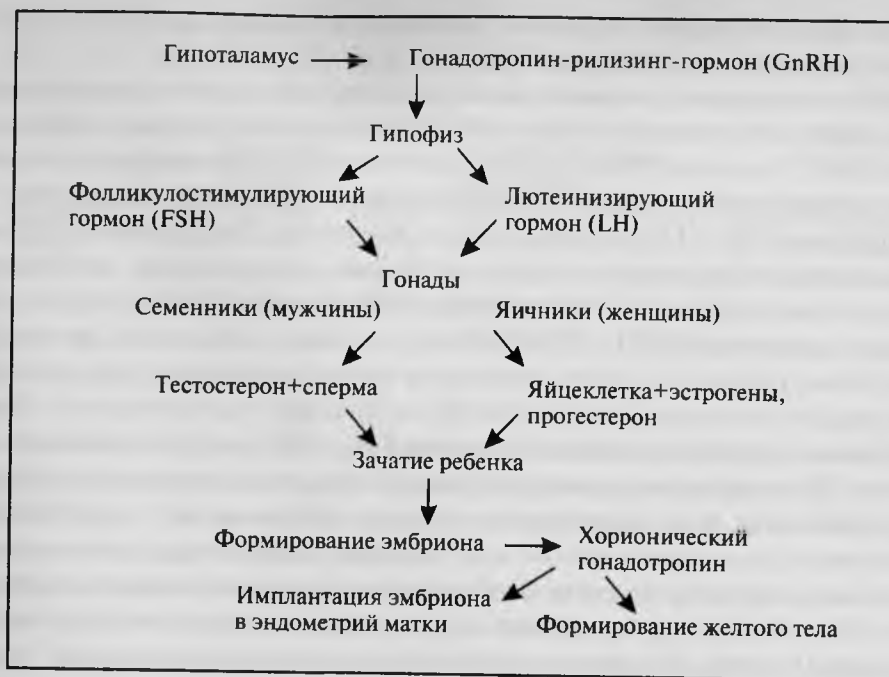 Гипоталамус
Гонадотропин-рилизинг-гормон (GnRH)
Гипофиз
Фолликулостимулирующий
гормон (FSH)
Лютеинизирующий
гормон (LH)
Гонады
Семенники (мужчины)
Яичники (женщины)
Тестостерон+сперма
Яйцеклетка+эстрогены,
прогестерон
Зачатие ребенка
Формирование эмбриона
Хорионический
гонадотропин
Имплантация эмбриона
в эндометрий матки
Формирование желтого тела